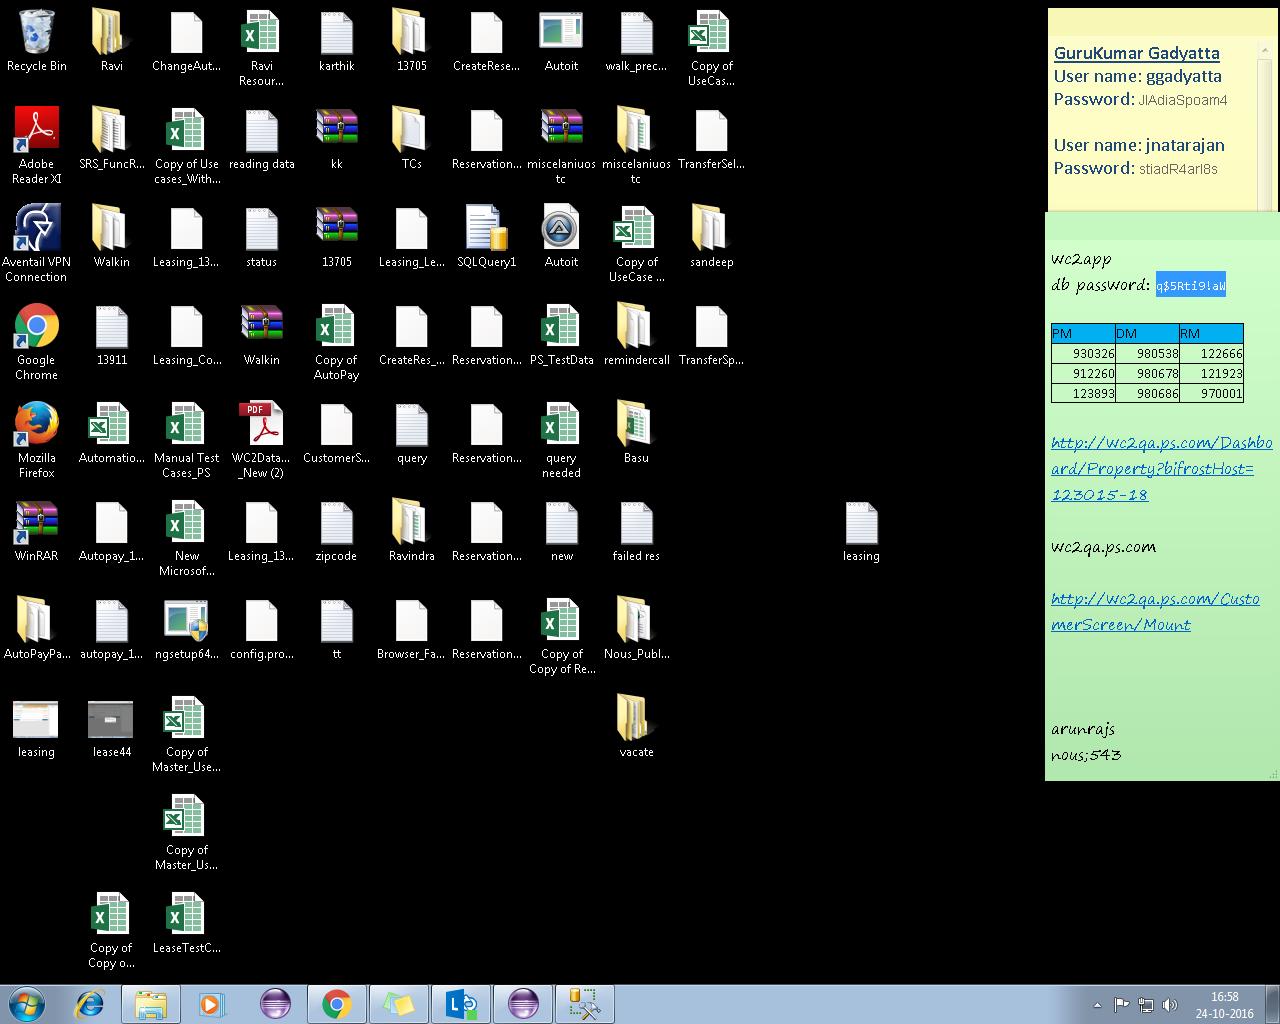 Recycle Bin
Ravi
ChangeAut...
Ravi Resour...
karthik
13705
CreateRese...
Autoit
walk_prec...
Copy of UseCas...
Adobe Reader XI
SRS_FuncR...
Copy of Use cases_With...
reading data
kk
TCs
Reservation...
miscelaniuos tc
miscelaniuos tc
TransferSel...
Aventail VPN Connection
Walkin
Leasing_13...
status
13705
Leasing_Le...
SQLQuery1
Autoit
Copy of UseCase ...
sandeep
Google Chrome
13911
Leasing_Co...
Walkin
Copy of AutoPay
CreateRes_...
Reservation...
PS_TestData
remindercall
TransferSp...
Mozilla Firefox
Automatio...
Manual Test Cases_PS
PDF
WC2Data... _New (2)
CustomerS...
query
Reservation...
query needed
Basu
WinRAR
Autopay_1...
New Microsof...
Leasing_13...
zipcode
Ravindra
Reservation...
new
failed res
leasing
AutoPayPa...
autopay_1...
ngsetup64...
config.pro...
tt
Browser_Fa...
Reservation...
Copy of Copy of Re...
Nous_Publ...
leasing
lease44
Copy of Master_Use...
vacate
Copy of Master_Us...
Copy of Copy o...
LeaseTestC...
GuruKumar Gadyatta
User name: ggadyatta
Password: JlAdiaSpoam4
User name: jnatarajan
Password: stiadR4arl8s
wc2app
db password: q$5Rti9!aW
PM DM RM
930326 980538 122666
912260 980678 121923
123893 980686 970001
http://wc2qa.ps.com/Dashbo
ard/Property?bifrostHost=
123015-18
wc2qa.ps.com
http://wc2qa.ps.com/Custo
merScreen/Mount
arunrajs
nous;543
16:58
24-10-2016